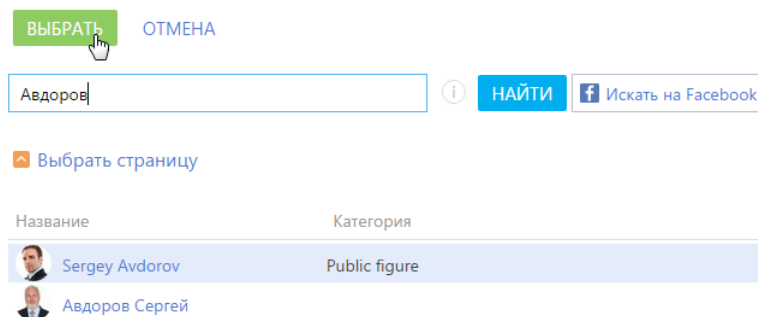 ВЫБРАТЬ ОТМЕНА
Авдоров НАЙТИ Искать на Facebook
Выбрать страницу
Название Категория
Sergey Avdorov Public figure
Авдоров Сергей